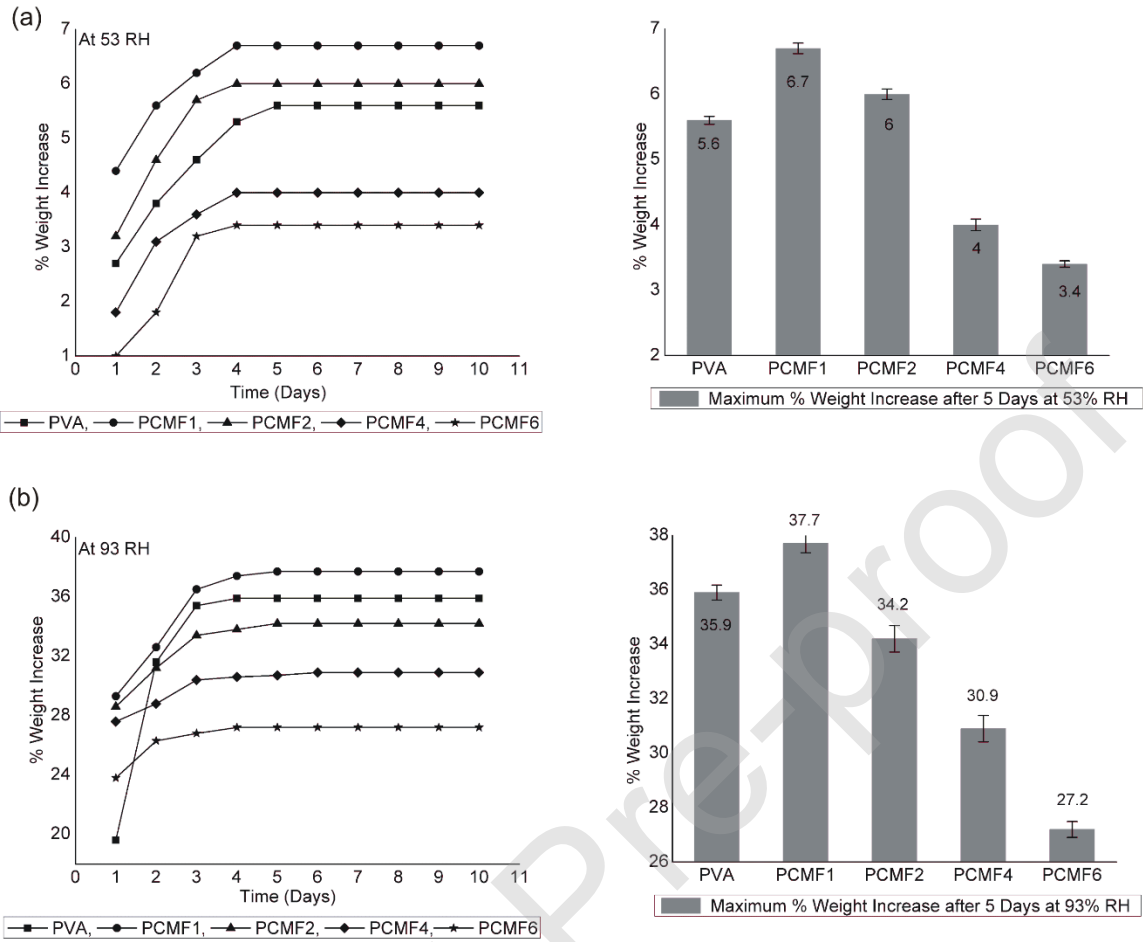 (a)
At 53 RH
% Weight Increase
7
6
5
4
3
2
1
0 1 2 3 4 5 6 7 8 9 10 11
Time (Days)
PVA, PCMF1, PCMF2, PCMF4, PCMF6
% Weight Increase
7
6
5
4
3
2
5.6
6.7
6
4
3.4
PVA PCMF1 PCMF2 PCMF4 PCMF6
Maximum % Weight Increase after 5 Days at 53% RH
(b)
At 93 RH
% Weight Increase
40
36
32
28
24
20
0 1 2 3 4 5 6 7 8 9 10 11
Time (Days)
PVA, PCMF1, PCMF2, PCMF4, PCMF6
% Weight Increase
38
36
34
32
30
28
26
35.9
37.7
34.2
30.9
27.2
PVA PCMF1 PCMF2 PCMF4 PCMF6
Maximum % Weight Increase after 5 Days at 93% RH
Pre-proof